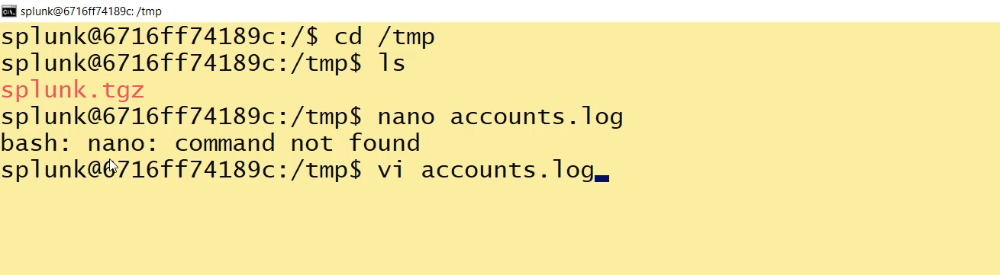 splunk@6716ff74189c: /tmp
splunk@6716ff74189c:/$ cd /tmp
splunk@6716ff74189c:/tmp$ ls
splunk.tgz
splunk@6716ff74189c:/tmp$ nano accounts.log
bash: nano: command not found
splunk@6716ff74189c:/tmp$ vi accounts.log